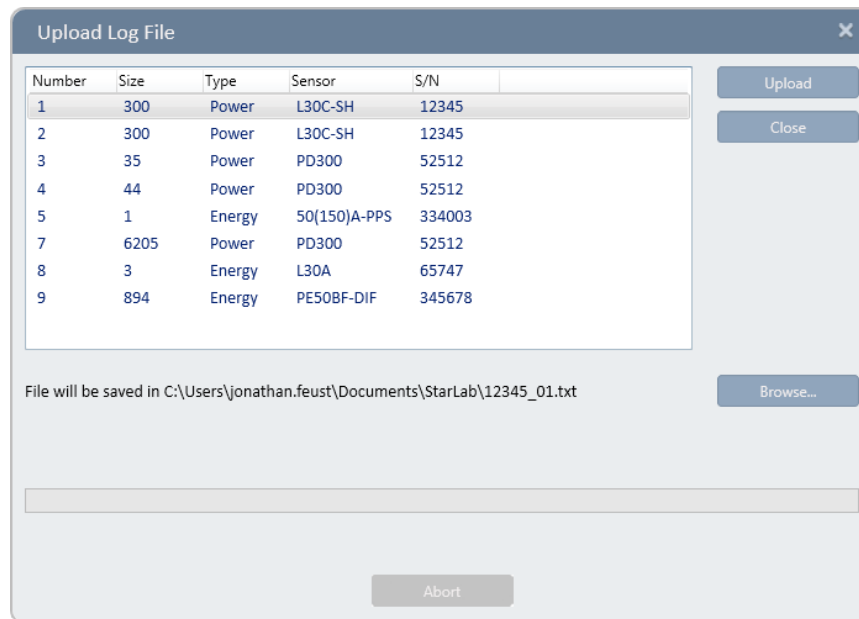 Upload Log File
Number Size Type Sensor S/N
1 300 Power L30C-SH 12345
2 300 Power L30C-SH 12345
3 35 Power PD300 52512
4 44 Power PD300 52512
5 1 Energy 50(150)A-PPS 334003
7 6205 Power PD300 52512
8 3 Energy L30A 65747
9 894 Energy PE50BF-DIF 345678
Upload
Close
File will be saved in C:\Users\jonathan.feust\Documents\StarLab\12345_01.txt
Browse...
Abort